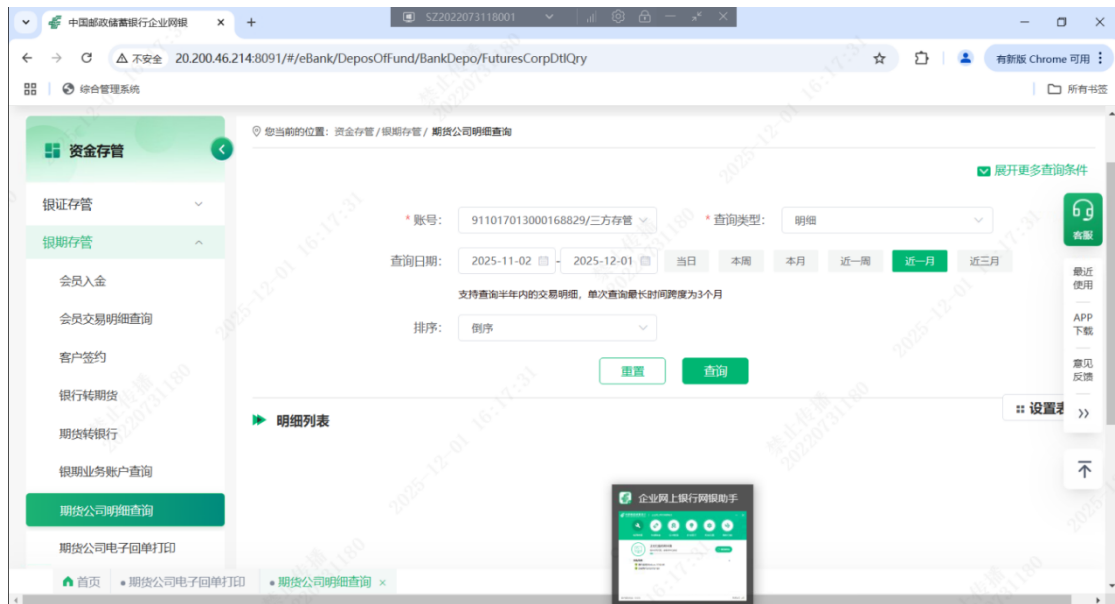 中国邮政储蓄银行企业网银
SZ2022073118001
不安全 20.200.46.214:8091/#/eBank/DeposOfFund/BankDepo/FuturesCorpDtlQry
有新版 Chrome 可用
综合管理系统
所有书签
资金存管
您当前的位置：资金存管/银期存管/ 期货公司明细查询
展开更多查询条件
银证存管
银期存管
会员入金
会员交易明细查询
客户签约
银行转期货
期货转银行
银期业务账户查询
期货公司明细查询
期货公司电子回单打印
* 账号： 911017013000168829/三方存管
* 查询类型： 明细
查询日期： 2025-11-02 - 2025-12-01 当日 本周 本月 近一周 近一月 近三月
支持查询半年内的交易明细，单次查询最长时间跨度为3个月
排序： 倒序
重置 查询
明细列表
设置表
客服
最近
使用
APP
下载
意见
反馈
企业网上银行网银助手
首页 期货公司电子回单打印 期货公司明细查询
禁止传播
20220731180
2025-12-01 16:17:31